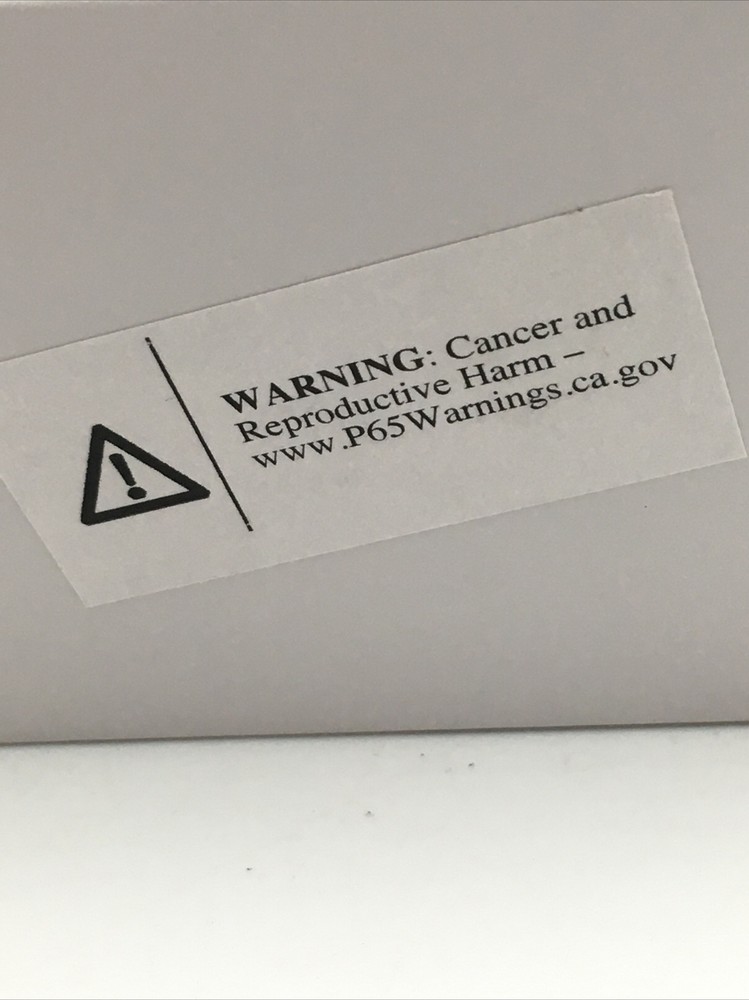 WARNING: Cancer and
Reproductive Harm –
www.P65Warnings.ca.gov